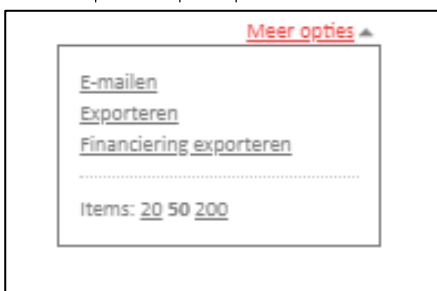 Meer opties
E-mailen
Exporteren
Financiering exporteren
Items: 20 50 200